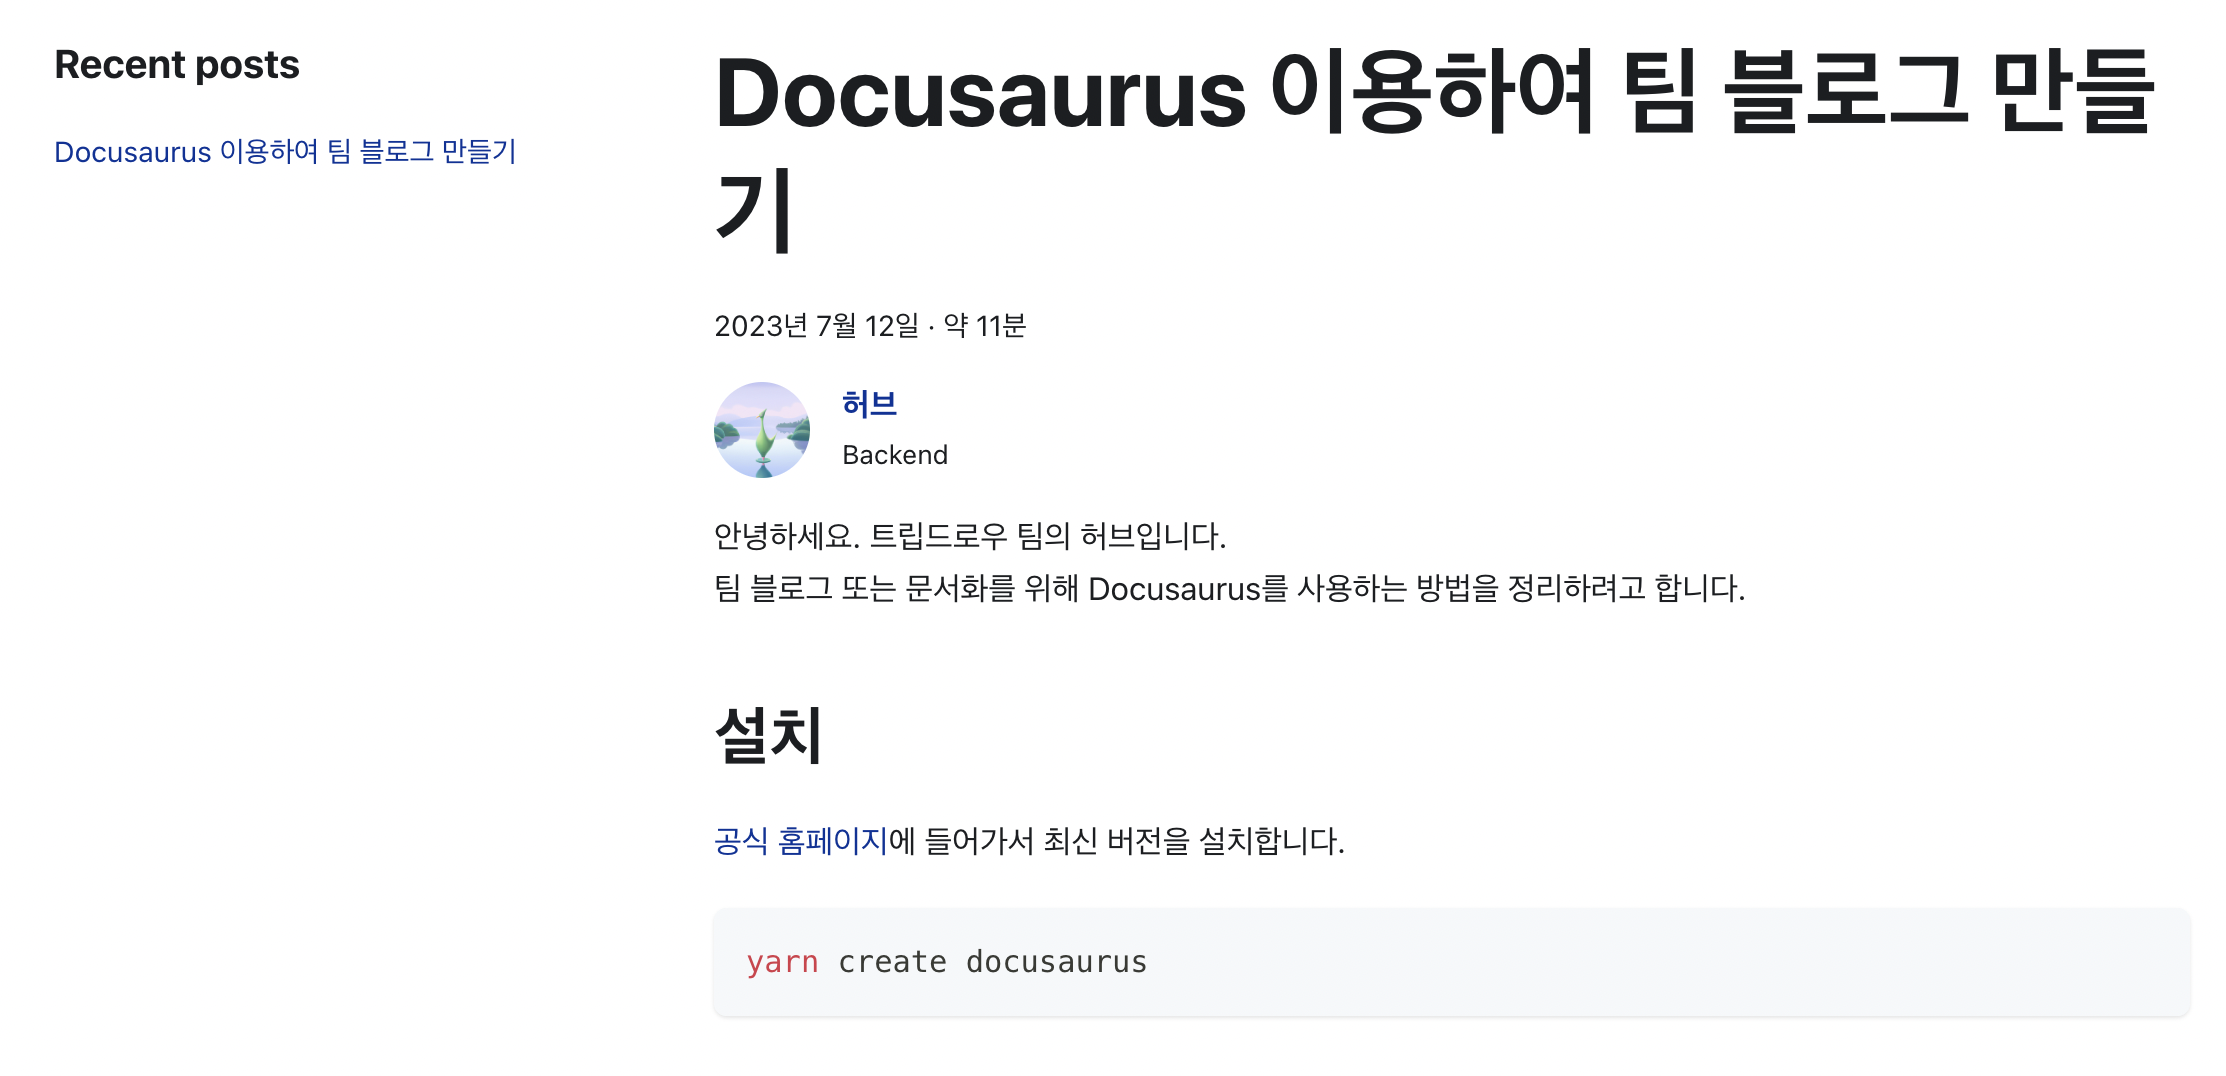 Recent posts
Docusaurus 이용하여 팀 블로그 만들기
Docusaurus 이용하여 팀 블로그 만들
기
2023년 7월 12일 · 약 11분
허브
Backend
안녕하세요. 트립드로우 팀의 허브입니다.
팀 블로그 또는 문서화를 위해 Docusaurus를 사용하는 방법을 정리하려고 합니다.
설치
공식 홈페이지에 들어가서 최신 버전을 설치합니다.
yarn create docusaurus